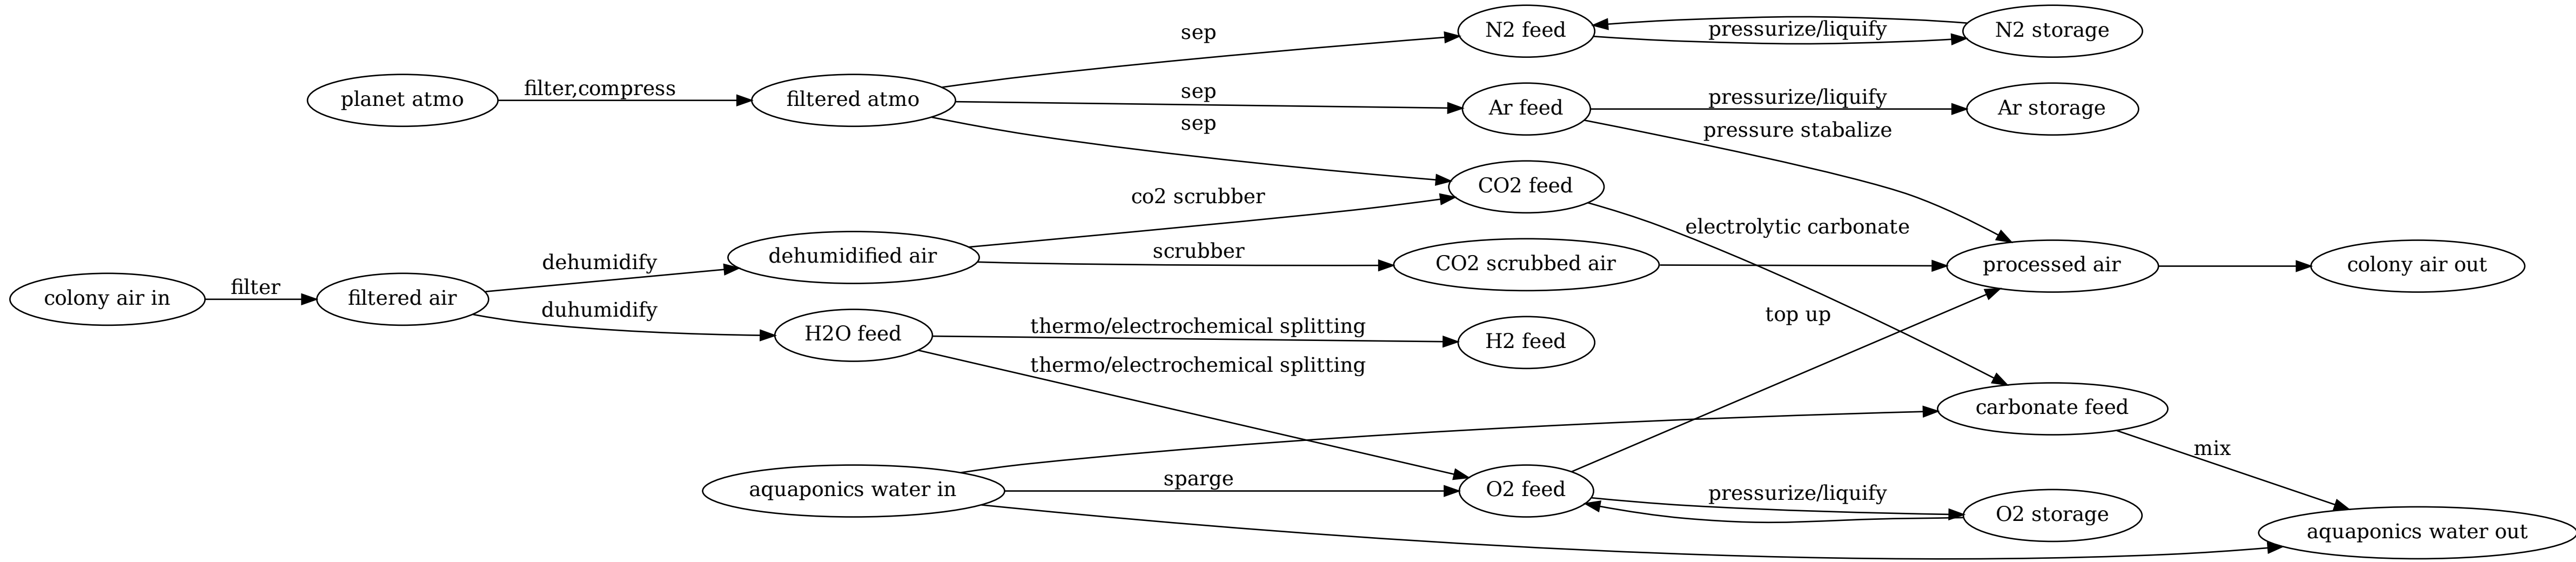 sep
N2 feed
pressurize/liquify
N2 storage
planet atmo
filter,compress
filtered atmo
sep
Ar feed
pressurize/liquify
Ar storage
sep
pressure stabalize
CO2 feed
co2 scrubber
electrolytic carbonate
dehumidified air
scrubber
CO2 scrubbed air
processed air
colony air out
colony air in
filter
filtered air
dehumidify
duhumidify
H2O feed
thermo/electrochemical splitting
H2 feed
top up
thermo/electrochemical splitting
carbonate feed
mix
aquaponics water in
sparge
O2 feed
pressurize/liquify
O2 storage
aquaponics water out